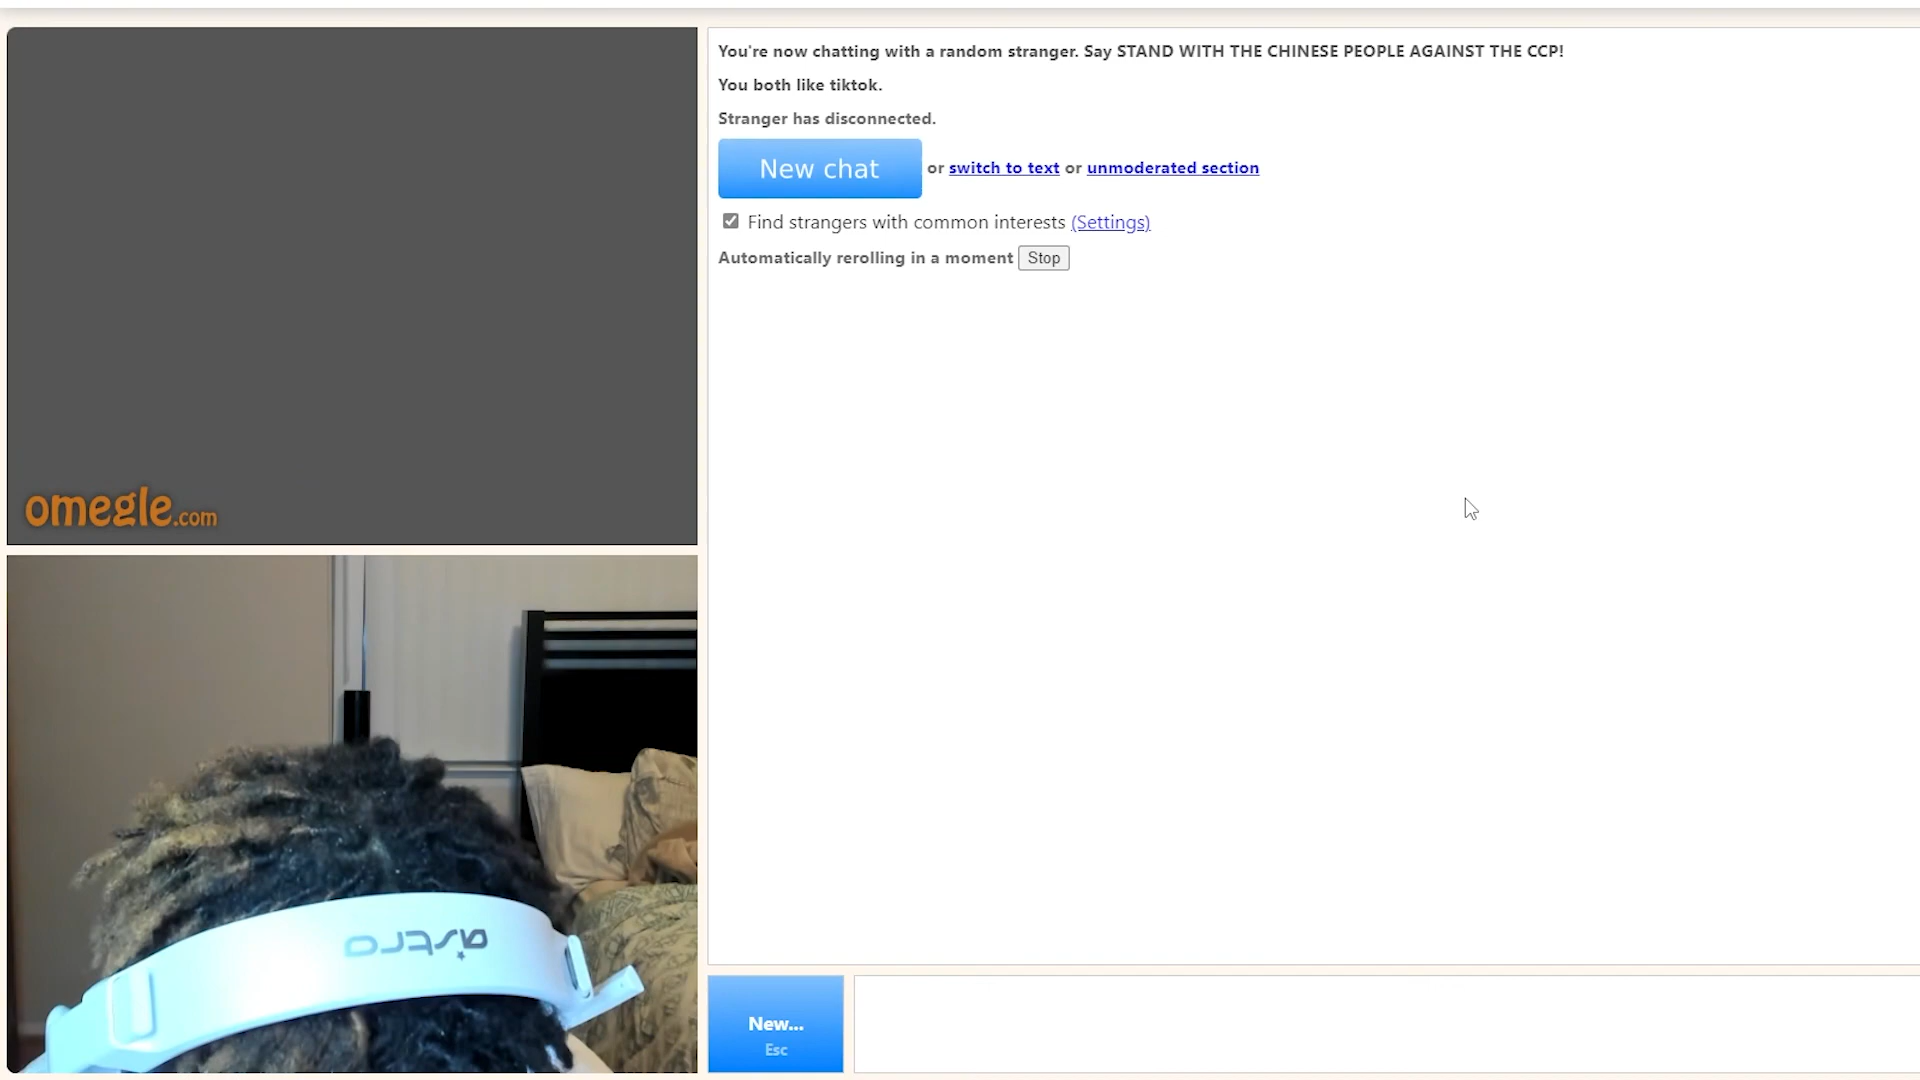 You're now chatting with a random stranger. Say STAND WITH THE CHINESE PEOPLE AGAINST THE CCP!
You both like tiktok.
Stranger has disconnected.
New chat or switch to text or unmoderated section
Find strangers with common interests (Settings)
Automatically rerolling in a moment Stop
omegle.com
astro
New...
Esc